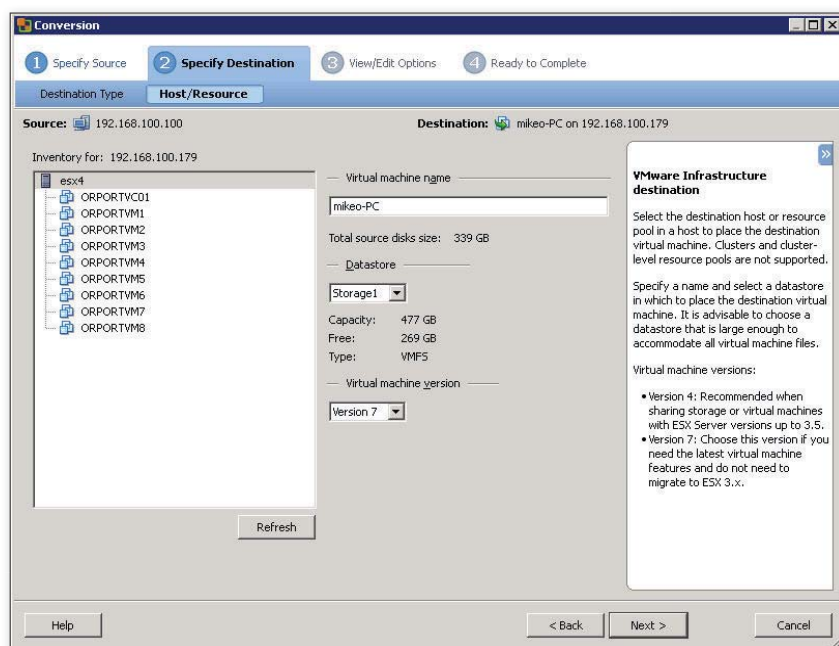 Conversion
1 Specify Source 2 Specify Destination 3 View/Edit Options 4 Ready to Complete
Destination Type Host/Resource
Source: 192.168.100.100 Destination: mikeo-PC on 192.168.100.179
Inventory for: 192.168.100.179
esx4
ORPORTVC01
ORPORTVM1
ORPORTVM2
ORPORTVM3
ORPORTVM4
ORPORTVM5
ORPORTVM6
ORPORTVM7
ORPORTVM8
Refresh
Virtual machine name
mikeo-PC
Total source disks size: 339 GB
Datastore
Storage1
Capacity: 477 GB
Free: 269 GB
Type: VMFS
Virtual machine version
Version 7
»
VMware Infrastructure
destination
Select the destination host or resource
pool in a host to place the destination
virtual machine. Clusters and cluster-
level resource pools are not supported.
Specify a name and select a datastore
in which to place the destination virtual
machine. It is advisable to choose a
datastore that is large enough to
accommodate all virtual machine files.
Virtual machine versions:
• Version 4: Recommended when
sharing storage or virtual machines
with ESX Server versions up to 3.5.
• Version 7: Choose this version if you
need the latest virtual machine
features and do not need to
migrate to ESX 3.x.
Help < Back Next > Cancel